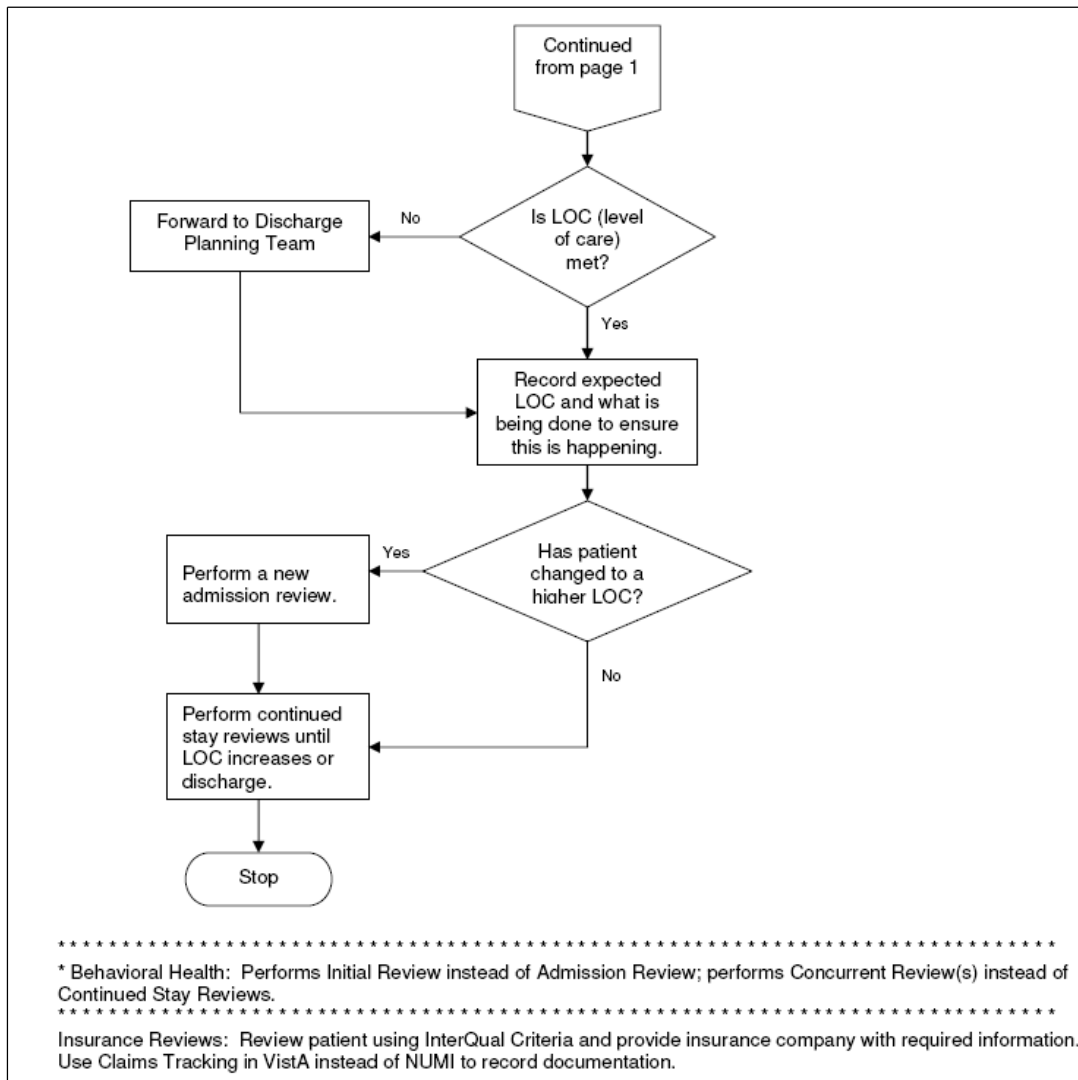 Continued
from page 1
Is LOC (level
of care)
met?
No
Forward to Discharge
Planning Team
Yes
Record expected
LOC and what is
being done to ensure
this is happening.
Has patient
changed to a
higher LOC?
Yes
Perform a new
admission review.
No
Perform continued
stay reviews until
LOC increases or
discharge.
Stop
* * * * * * * * * * * * * * * * * * * * * * * * * * * * * * * * * * * * * * * * * * * * * * * * * * * * * * * * * * * * * * * * * * * * * * * * * * * * * *
* Behavioral Health: Performs Initial Review instead of Admission Review; performs Concurrent Review(s) instead of
Continued Stay Reviews.
* * * * * * * * * * * * * * * * * * * * * * * * * * * * * * * * * * * * * * * * * * * * * * * * * * * * * * * * * * * * * * * * * * * * * * * * * * * * * *
Insurance Reviews: Review patient using InterQual Criteria and provide insurance company with required information.
Use Claims Tracking in VistA instead of NUMI to record documentation.